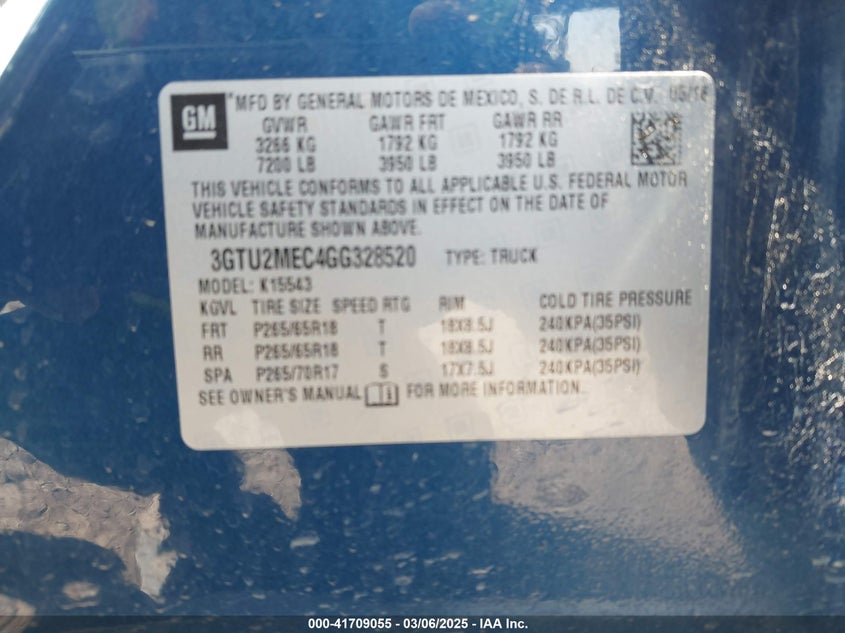 GM
MFD BY GENERAL MOTORS DE MEXICO, S. DE R.L. DE C.V. 05/16
GVWR GAWR FRT GAWR RR
3266 KG 1792 KG 1792 KG
7200 LB 3950 LB 3950 LB
THIS VEHICLE CONFORMS TO ALL APPLICABLE U.S. FEDERAL MOTOR
VEHICLE SAFETY STANDARDS IN EFFECT ON THE DATE OF
MANUFACTURE SHOWN ABOVE.
3GTU2MEC4GG328520 TYPE: TRUCK
MODEL: K15543
KGVL TIRE SIZE SPEED RTG RIM COLD TIRE PRESSURE
FRT P265/65R18 T 18X8.5J 240KPA(35PSI)
RR P265/65R18 T 18X8.5J 240KPA(35PSI)
SPA P265/70R17 S 17X7.5J 240KPA(35PSI)
SEE OWNER'S MANUAL FOR MORE INFORMATION.
000-41709055 — 03/06/2025 — IAA Inc.